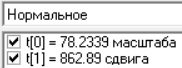 Нормальное
t[0] = 78.2339 масштаба
t[1] = 862.89 сдвига